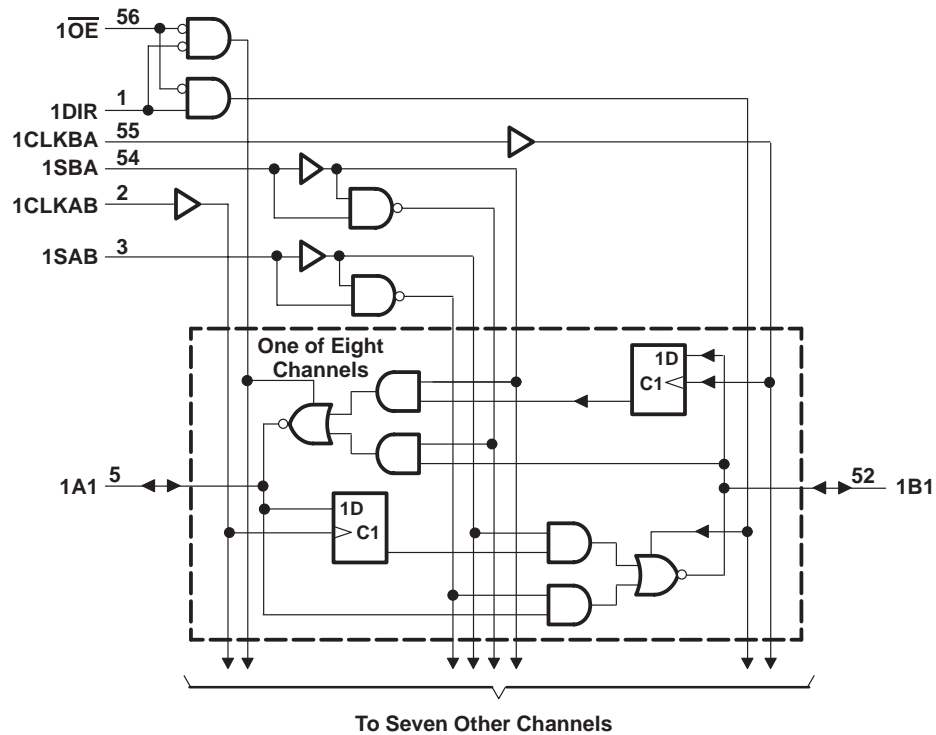 1OE 56
1DIR 1
1CLKBA 55
1SBA 54
1CLKAB 2
1SAB 3
One of Eight
Channels
1D
C1
1A1 5
52 1B1
1D
C1
To Seven Other Channels